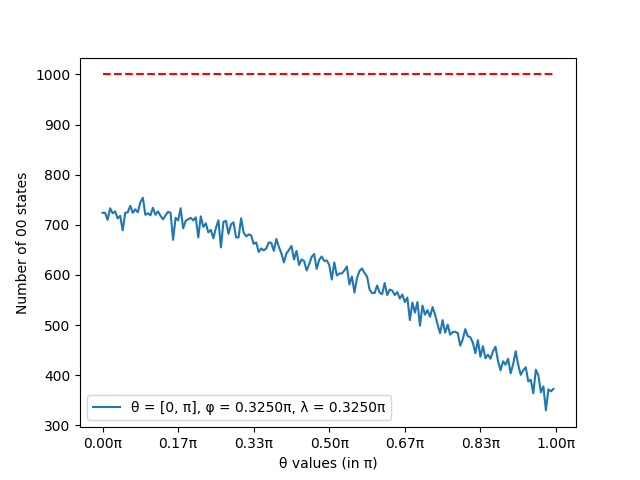 1000
900
800
700
600
500
400
300
Number of 00 states
θ = [0, π], φ = 0.3250π, λ = 0.3250π
0.00π 0.17π 0.33π 0.50π 0.67π 0.83π 1.00π
θ values (in π)